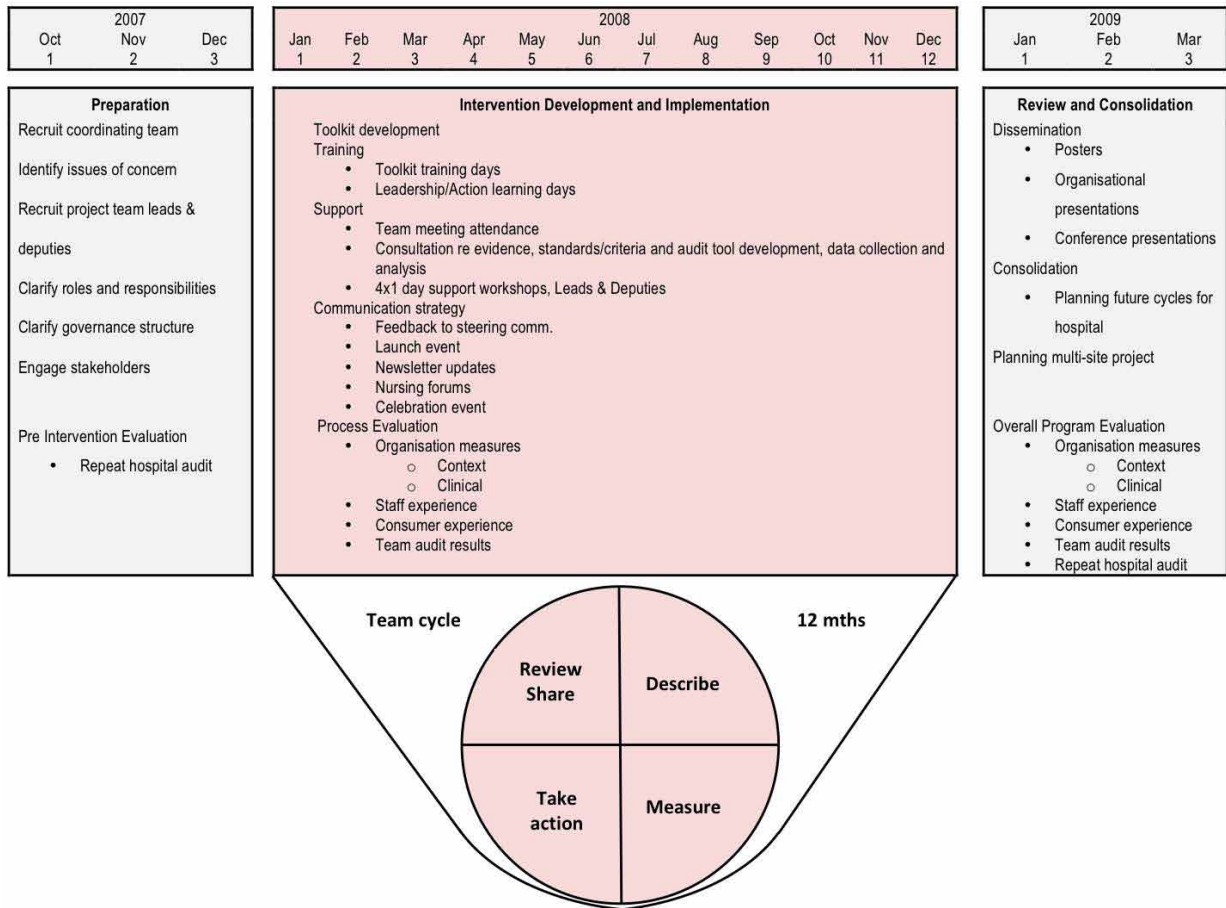 2007
Oct Nov Dec
1 2 3
2008
Jan Feb Mar Apr May Jun Jul Aug Sep Oct Nov Dec
1 2 3 4 5 6 7 8 9 10 11 12
2009
Jan Feb Mar
1 2 3
Preparation
Recruit coordinating team
Identify issues of concern
Recruit project team leads &
deputies
Clarify roles and responsibilities
Clarify governance structure
Engage stakeholders
Pre Intervention Evaluation
• Repeat hospital audit
Intervention Development and Implementation
Toolkit development
Training
• Toolkit training days
• Leadership/Action learning days
Support
• Team meeting attendance
• Consultation re evidence, standards/criteria and audit tool development, data collection and
analysis
• 4x1 day support workshops, Leads & Deputies
Communication strategy
• Feedback to steering comm.
• Launch event
• Newsletter updates
• Nursing forums
• Celebration event
Process Evaluation
• Organisation measures
○ Context
○ Clinical
• Staff experience
• Consumer experience
• Team audit results
Review and Consolidation
Dissemination
• Posters
• Organisational
presentations
• Conference presentations
Consolidation
• Planning future cycles for
hospital
Planning multi-site project
Overall Program Evaluation
• Organisation measures
○ Context
○ Clinical
• Staff experience
• Consumer experience
• Team audit results
• Repeat hospital audit
Team cycle
12 mths
Review
Share
Describe
Take
action
Measure